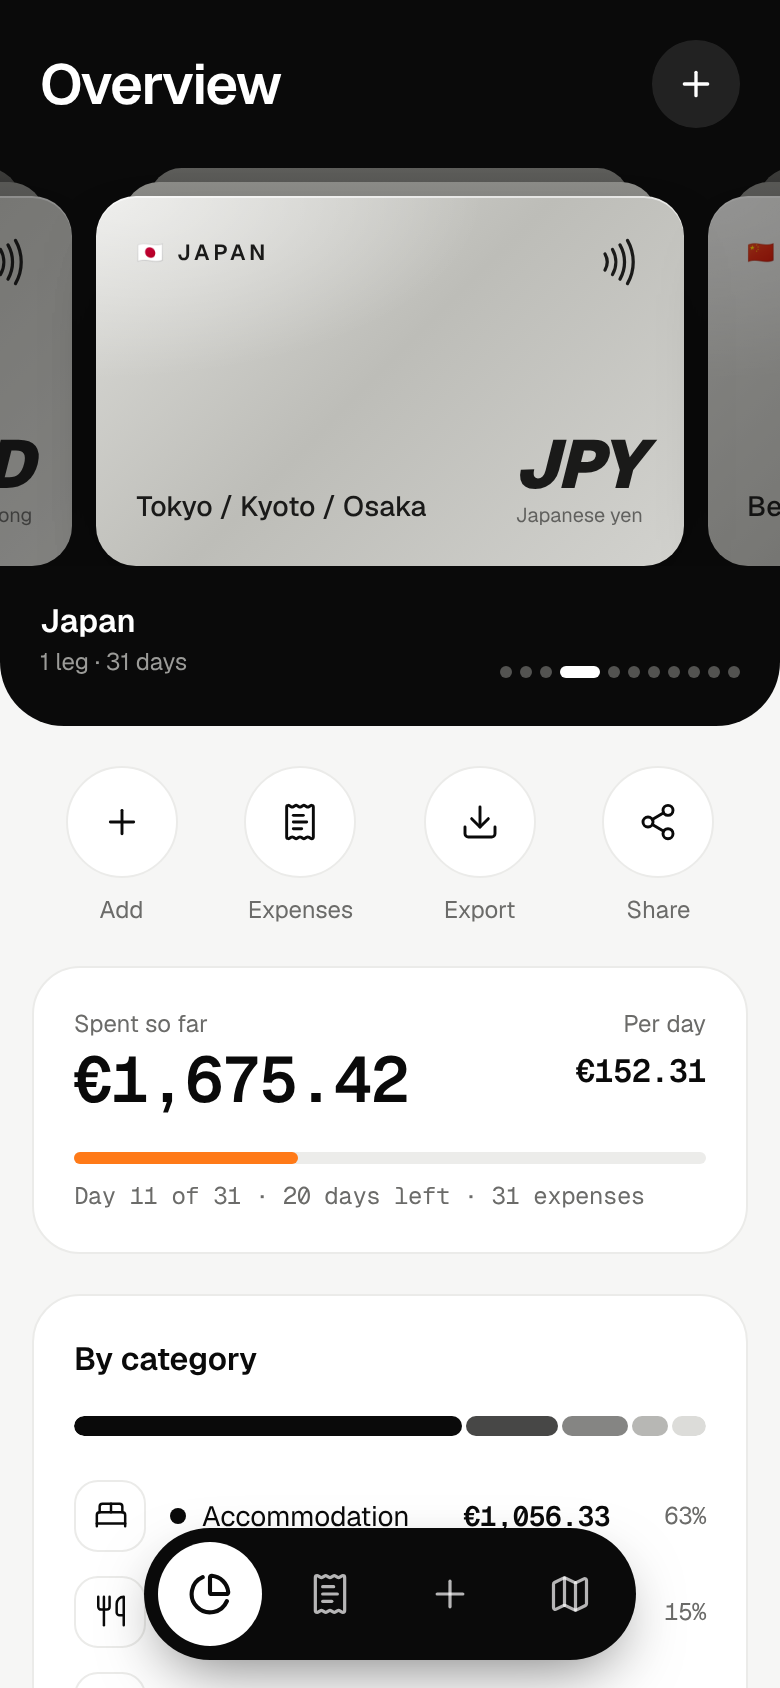 Overview
JAPAN
D
JPY
Tokyo / Kyoto / Osaka
ong
Japanese yen
Be
Japan
1 leg · 31 days
Add
Expenses
Export
Share
Spent so far
Per day
€1,675.42
€152.31
Day 11 of 31 · 20 days left · 31 expenses
By category
Accommodation €1,056.33 63%
15%